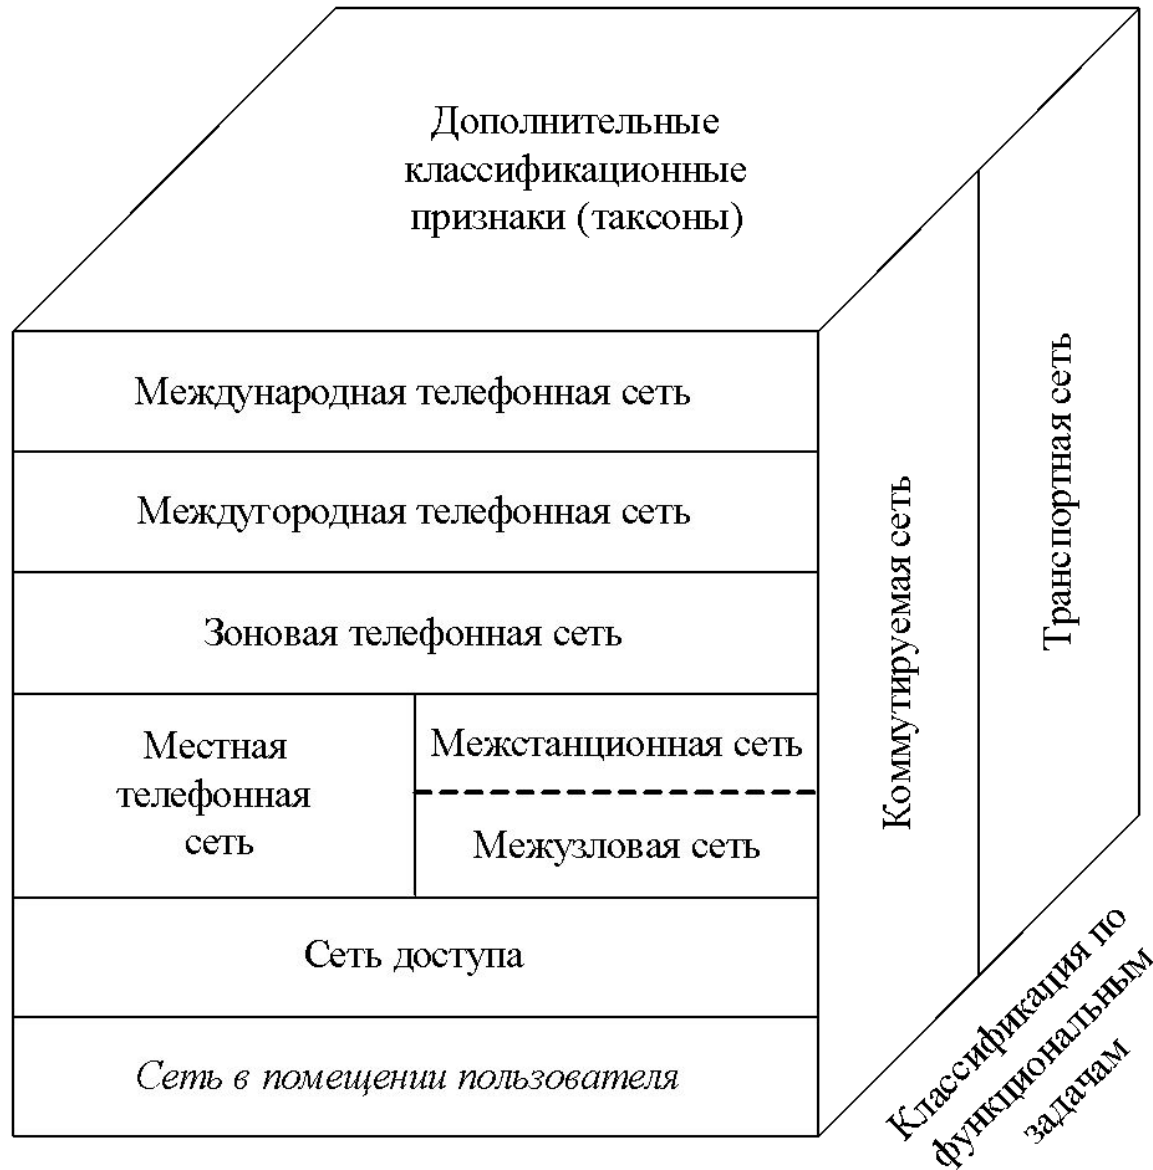 Дополнительные
классификационные
признаки (таксоны)
Международная телефонная сеть
Междугородная телефонная сеть
Зоновая телефонная сеть
Местная
телефонная
сеть
Межстанционная сеть
Межузловая сеть
Сеть доступа
Сеть в помещении пользователя
Коммутируемая сеть
Транспортная сеть
Классификация по
функциональным
задачам